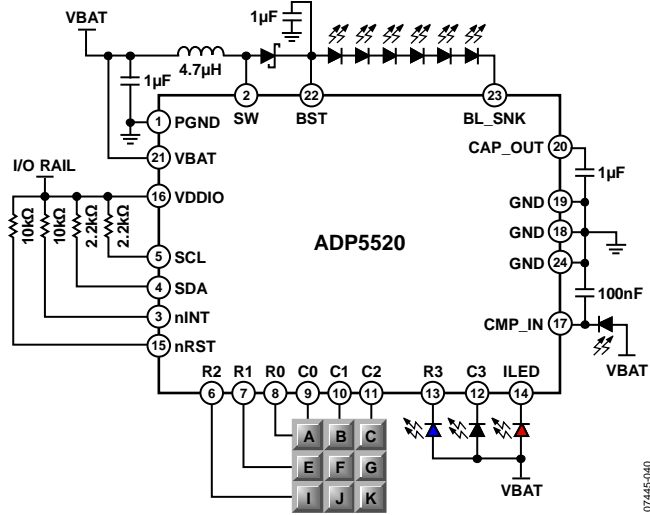 VBAT
1µF
4.7µH
1µF
2
22
23
SW
BST
BL_SNK
1
PGND
21
VBAT
I/O RAIL
16
VDDIO
10kΩ
10kΩ
2.2kΩ
2.2kΩ
5
SCL
4
SDA
3
nINT
15
nRST
ADP5520
CAP_OUT
20
1µF
GND
19
GND
18
GND
24
100nF
CMP_IN
17
VBAT
R2
R1
R0
C0
C1
C2
R3
C3
ILED
6
7
8
9
10
11
13
12
14
A
B
C
E
F
G
I
J
K
VBAT
07445-040